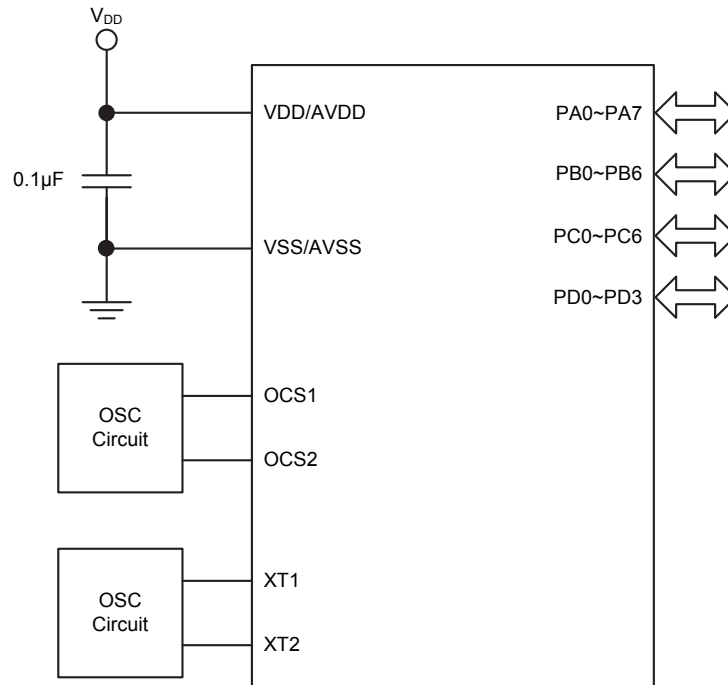 VDD
VDD/AVDD
PA0~PA7
PB0~PB6
0.1µF
PC0~PC6
VSS/AVSS
PD0~PD3
OSC
Circuit
OCS1
OCS2
OSC
Circuit
XT1
XT2